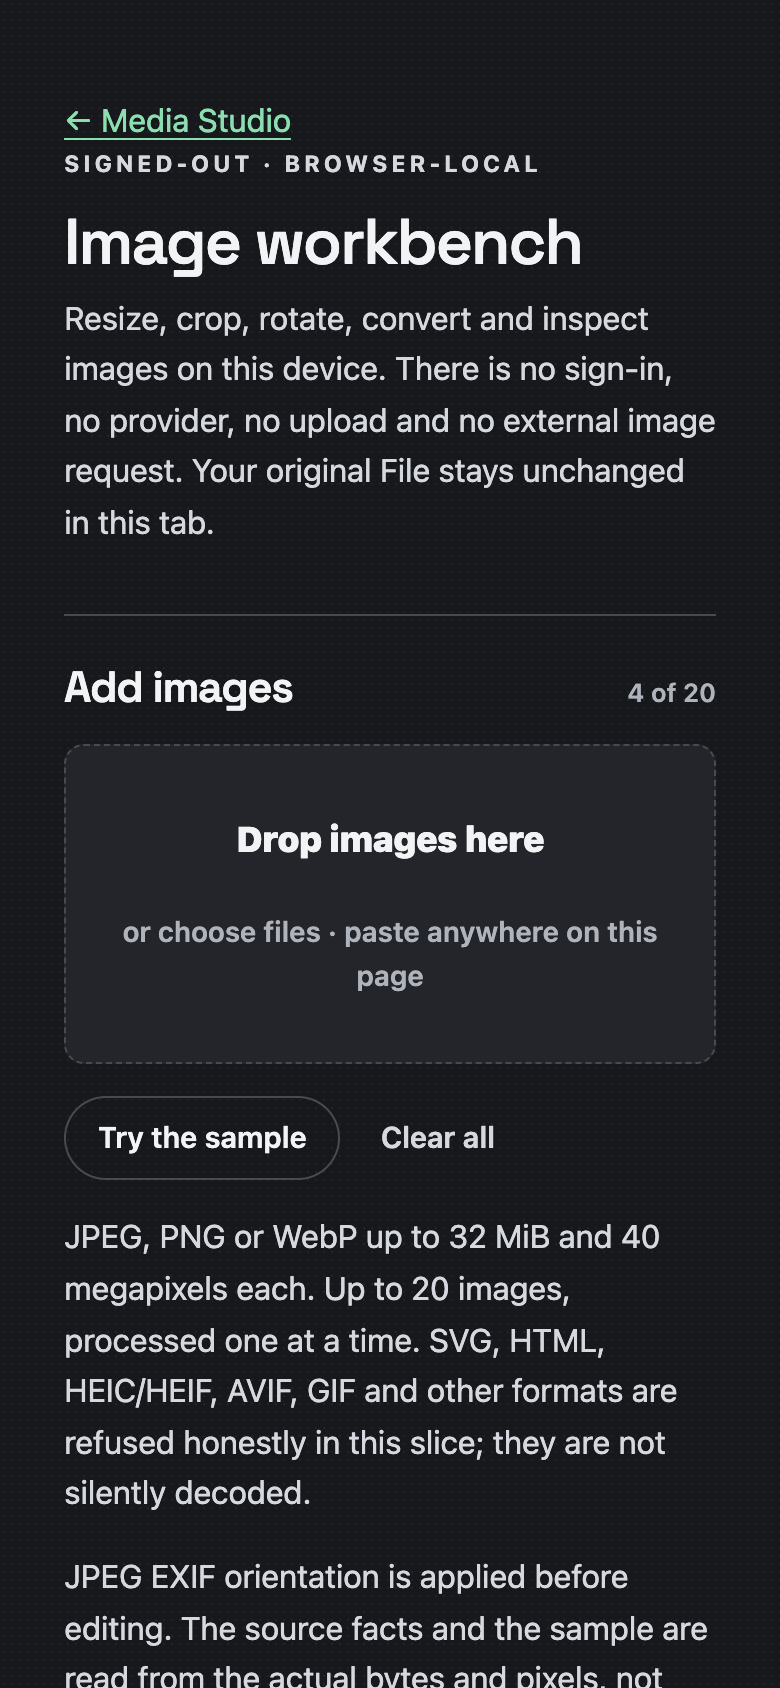 ← Media Studio
SIGNED-OUT · BROWSER-LOCAL
Image workbench
Resize, crop, rotate, convert and inspect
images on this device. There is no sign-in,
no provider, no upload and no external image
request. Your original File stays unchanged
in this tab.
Add images
4 of 20
Drop images here
or choose files · paste anywhere on this
page
Try the sample
Clear all
JPEG, PNG or WebP up to 32 MiB and 40
megapixels each. Up to 20 images,
processed one at a time. SVG, HTML,
HEIC/HEIF, AVIF, GIF and other formats are
refused honestly in this slice; they are not
silently decoded.
JPEG EXIF orientation is applied before
editing. The source facts and the sample are
read from the actual bytes and pixels, not